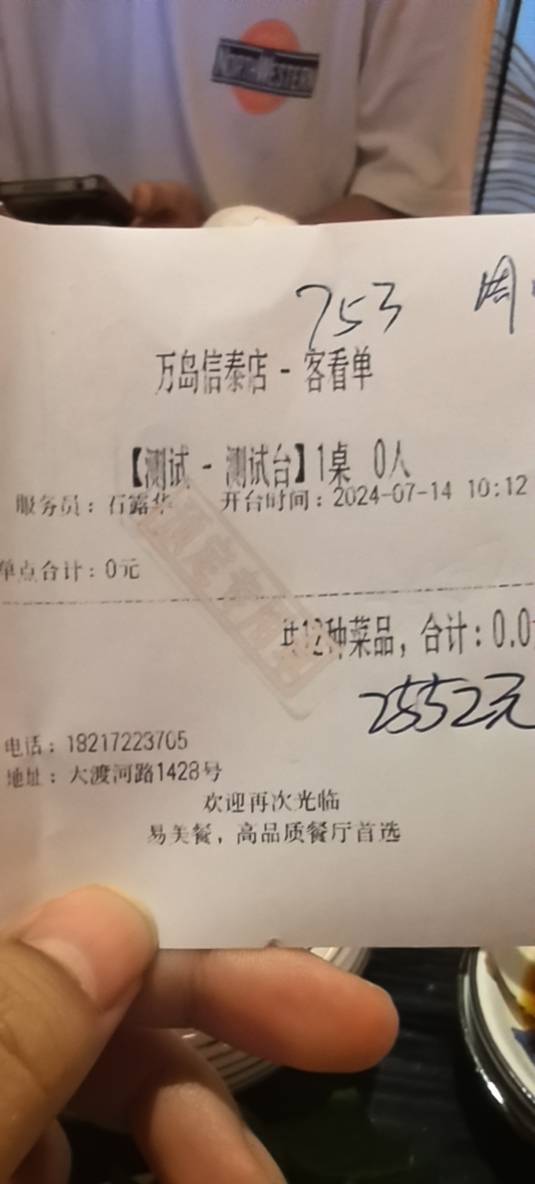 NORTHWESTERN
753
万岛信泰店 - 客看单
【测试 - 测试台】1桌 0人
服务员：石露华 开台时间：2024-07-14 10:12
单点合计：0元
共12种菜品，合计：0.0
2552元
电话：18217223705
地址：大渡河路1428号
欢迎再次光临
易美餐，高品质餐厅首选